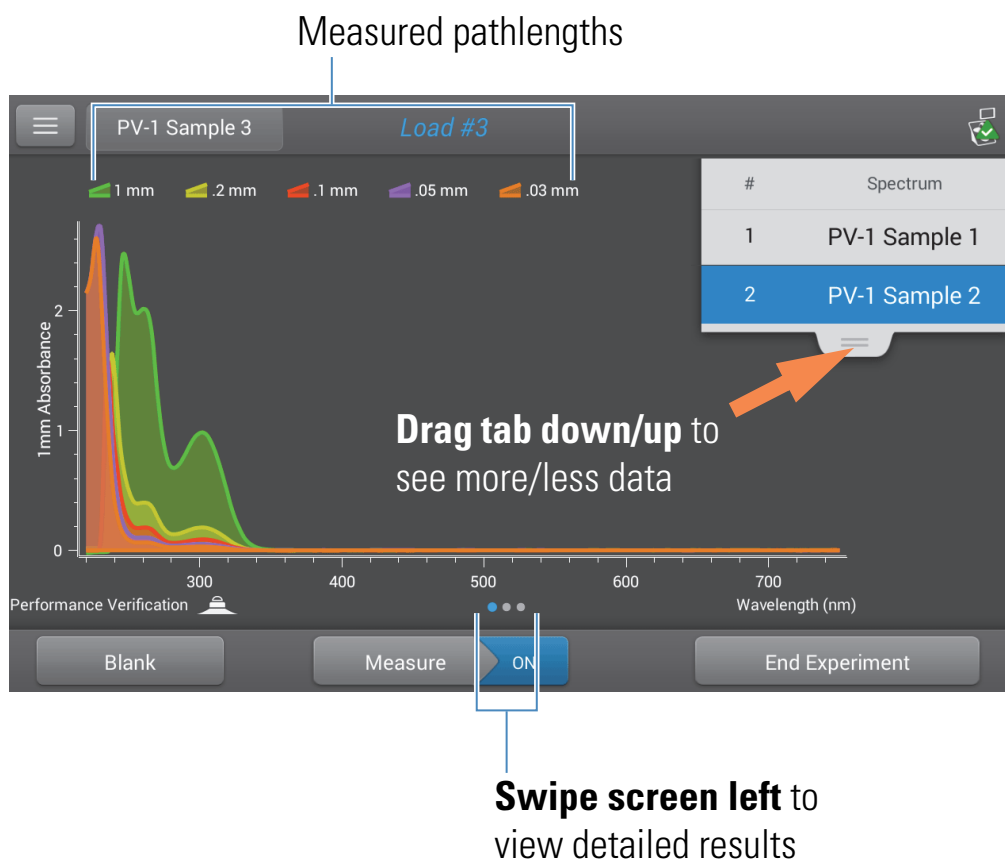 Measured pathlengths
PV-1 Sample 3
Load #3
1 mm
.2 mm
.1 mm
.05 mm
.03 mm
# Spectrum
1 PV-1 Sample 1
2 PV-1 Sample 2
Drag tab down/up to
see more/less data
1mm Absorbance
2
1
0
300 400 500 600 700
Performance Verification
Wavelength (nm)
Blank
Measure
ON
End Experiment
Swipe screen left to
view detailed results